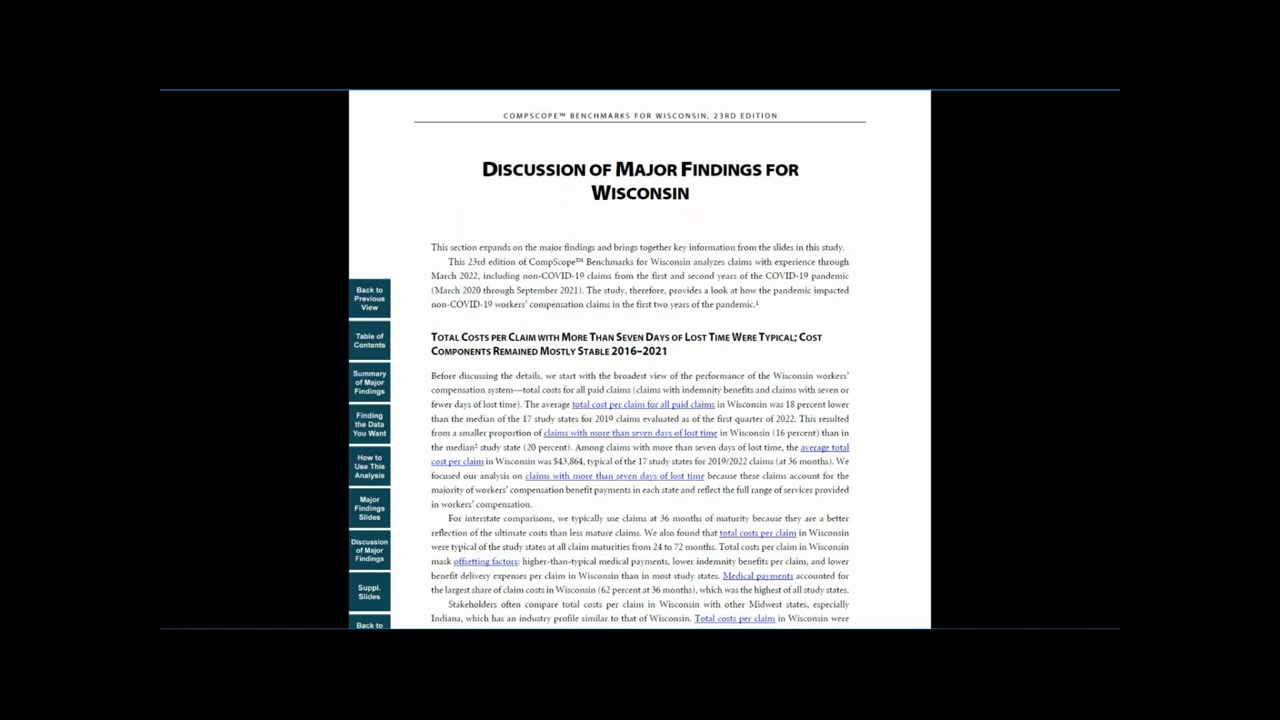 COMPSCOPE™ BENCHMARKS FOR WISCONSIN, 23RD EDITION
DISCUSSION OF MAJOR FINDINGS FOR
WISCONSIN
This section expands on the major findings and brings together key information from the slides in this study.
This 23rd edition of CompScope™ Benchmarks for Wisconsin analyzes claims with experience through
March 2022, including non-COVID-19 claims from the first and second years of the COVID-19 pandemic
(March 2020 through September 2021). The study, therefore, provides a look at how the pandemic impacted
non-COVID-19 workers' compensation claims in the first two years of the pandemic.¹
TOTAL COSTS PER CLAIM WITH MORE THAN SEVEN DAYS OF LOST TIME WERE TYPICAL; COST
COMPONENTS REMAINED MOSTLY STABLE 2016–2021
Before discussing the details, we start with the broadest view of the performance of the Wisconsin workers'
compensation system—total costs for all paid claims (claims with indemnity benefits and claims with seven or
fewer days of lost time). The average total cost per claim for all paid claims in Wisconsin was 18 percent lower
than the median of the 17 study states for 2019 claims evaluated as of the first quarter of 2022. This resulted
from a smaller proportion of claims with more than seven days of lost time in Wisconsin (16 percent) than in
the median² study state (20 percent). Among claims with more than seven days of lost time, the average total
cost per claim in Wisconsin was $43,864, typical of the 17 study states for 2019/2022 claims (at 36 months). We
focused our analysis on claims with more than seven days of lost time because these claims account for the
majority of workers' compensation benefit payments in each state and reflect the full range of services provided
in workers' compensation.
For interstate comparisons, we typically use claims at 36 months of maturity because they are a better
reflection of the ultimate costs than less mature claims. We also found that total costs per claim in Wisconsin
were typical of the study states at all claim maturities from 24 to 72 months. Total costs per claim in Wisconsin
mask offsetting factors: higher-than-typical medical payments, lower indemnity benefits per claim, and lower
benefit delivery expenses per claim in Wisconsin than in most study states. Medical payments accounted for
the largest share of claim costs in Wisconsin (62 percent at 36 months), which was the highest of all study states.
Stakeholders often compare total costs per claim in Wisconsin with other Midwest states, especially
Indiana, which has an industry profile similar to that of Wisconsin. Total costs per claim in Wisconsin were
Back to
Previous
View
Table of
Contents
Summary
of Major
Findings
Finding
the Data
You Want
How to
Use This
Analysis
Major
Findings
Slides
Discussion
of Major
Findings
Suppl.
Slides
Back to